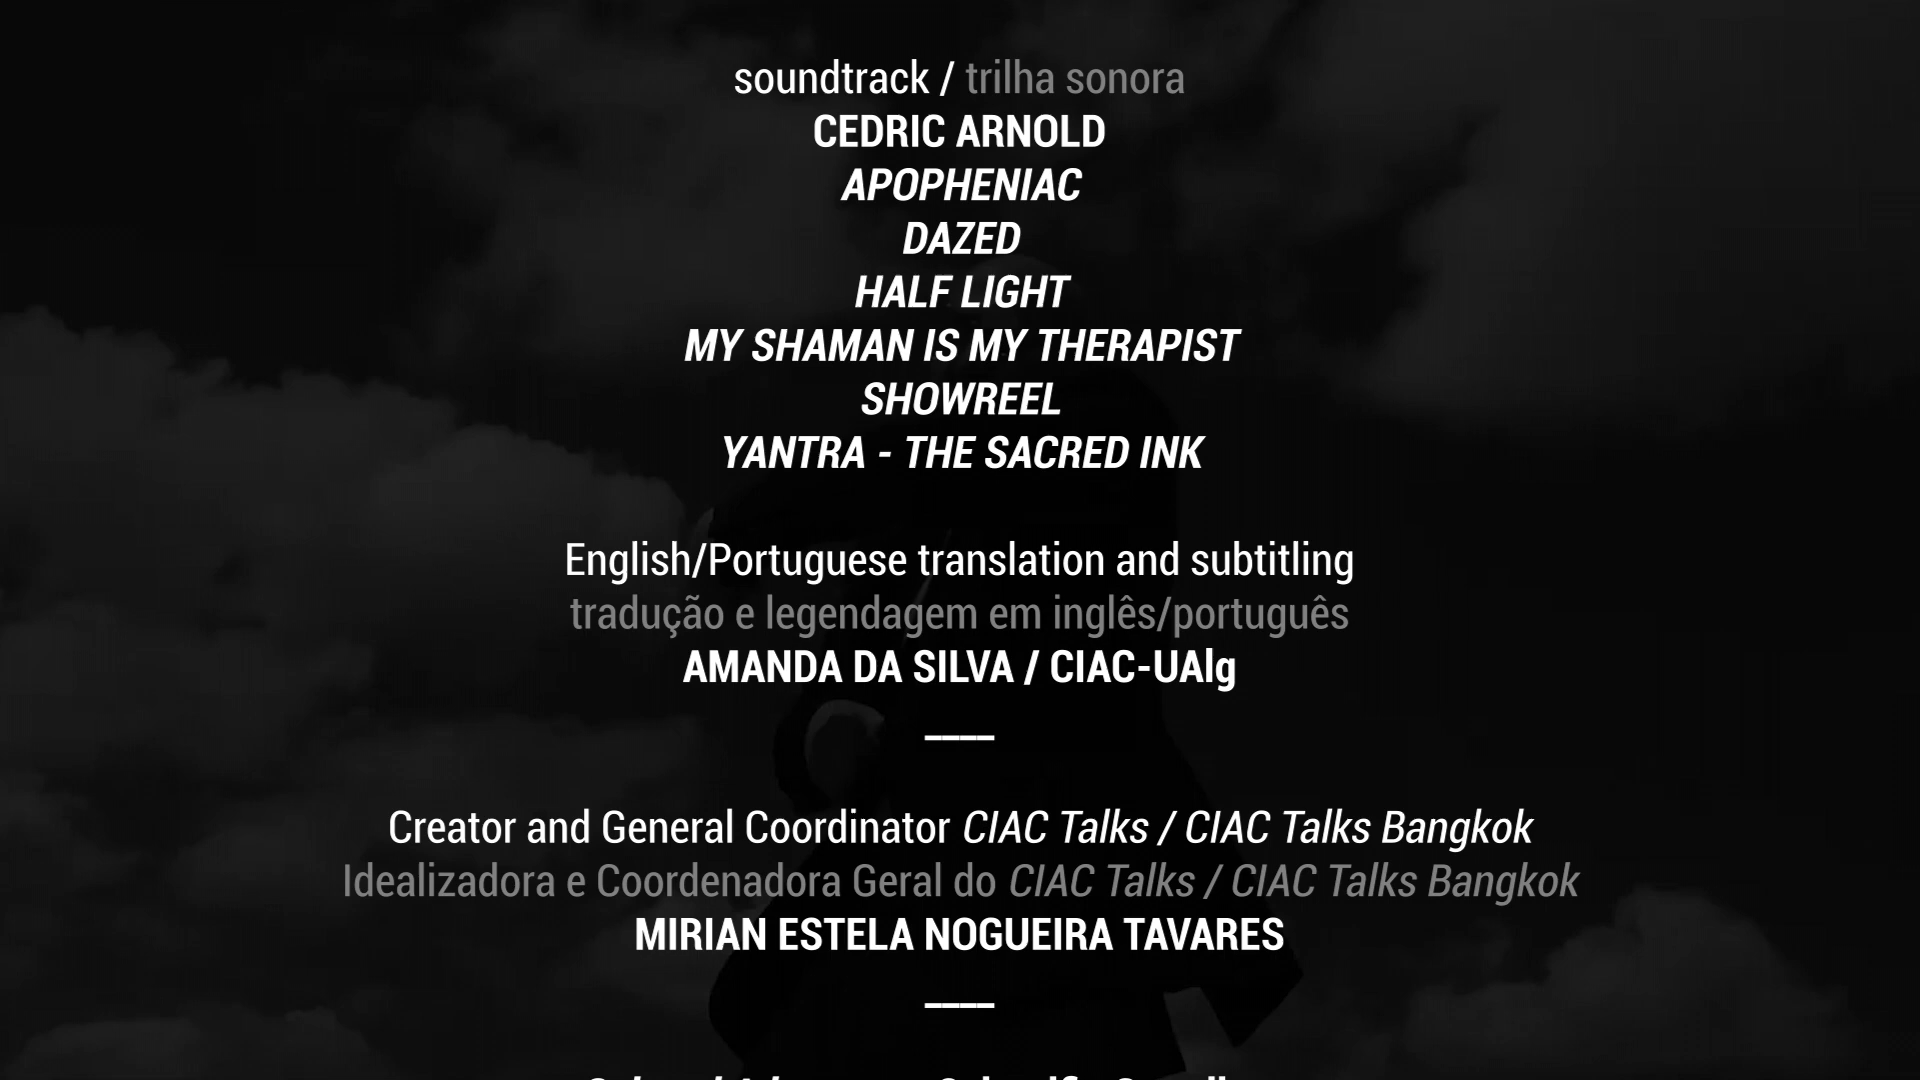 soundtrack / trilha sonora
CEDRIC ARNOLD
APOPHENIAC
DAZED
HALF LIGHT
MY SHAMAN IS MY THERAPIST
SHOWREEL
YANTRA - THE SACRED INK
English/Portuguese translation and subtitling
tradução e legendagem em inglês/português
AMANDA DA SILVA / CIAC-UAlg
____
Creator and General Coordinator CIAC Talks / CIAC Talks Bangkok
Idealizadora e Coordenadora Geral do CIAC Talks / CIAC Talks Bangkok
MIRIAN ESTELA NOGUEIRA TAVARES
____